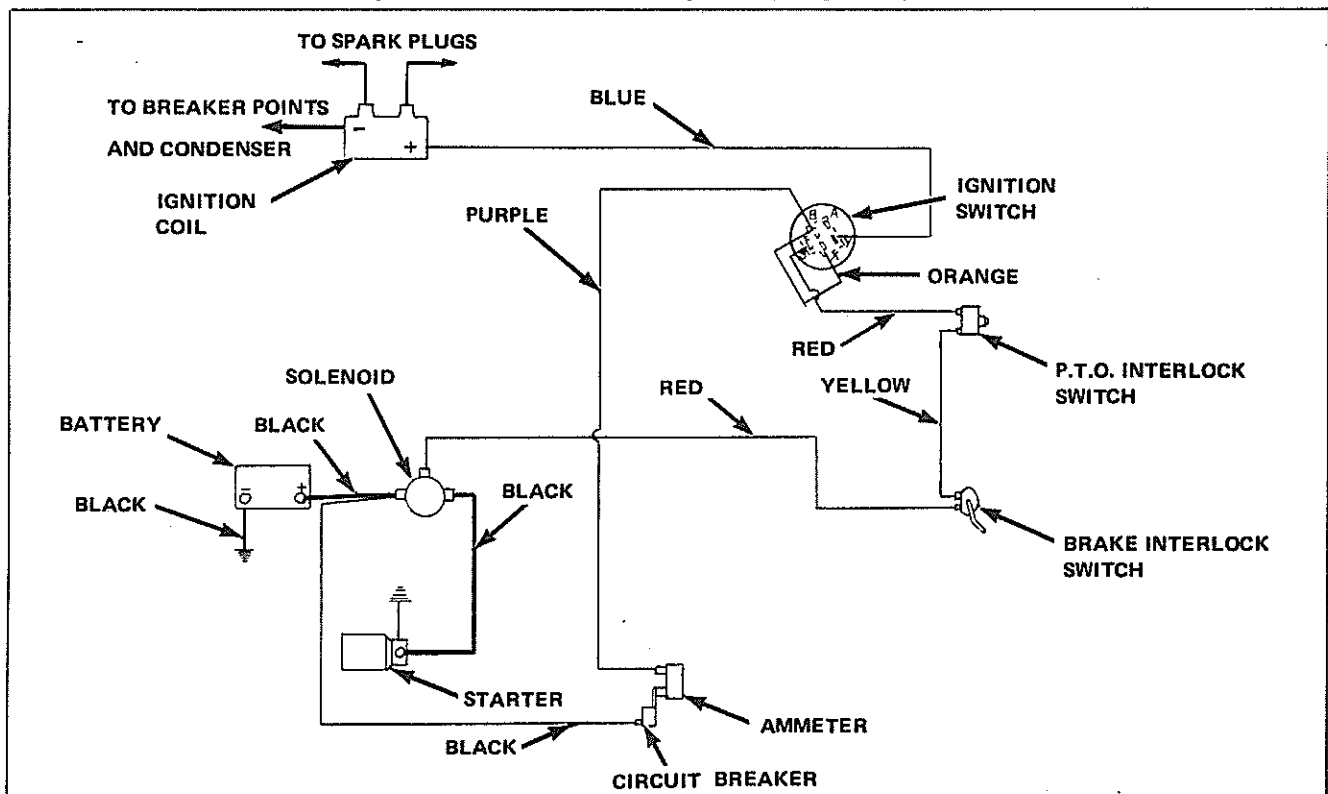 TO SPARK PLUGS
TO BREAKER POINTS
AND CONDENSER
-
+
IGNITION
COIL
BLUE
PURPLE
B A
IGNITION
SWITCH
ORANGE
RED
P.T.O. INTERLOCK
SWITCH
YELLOW
SOLENOID
RED
BATTERY
BLACK
- +
BLACK
BLACK
BRAKE INTERLOCK
SWITCH
STARTER
AMMETER
BLACK
CIRCUIT BREAKER